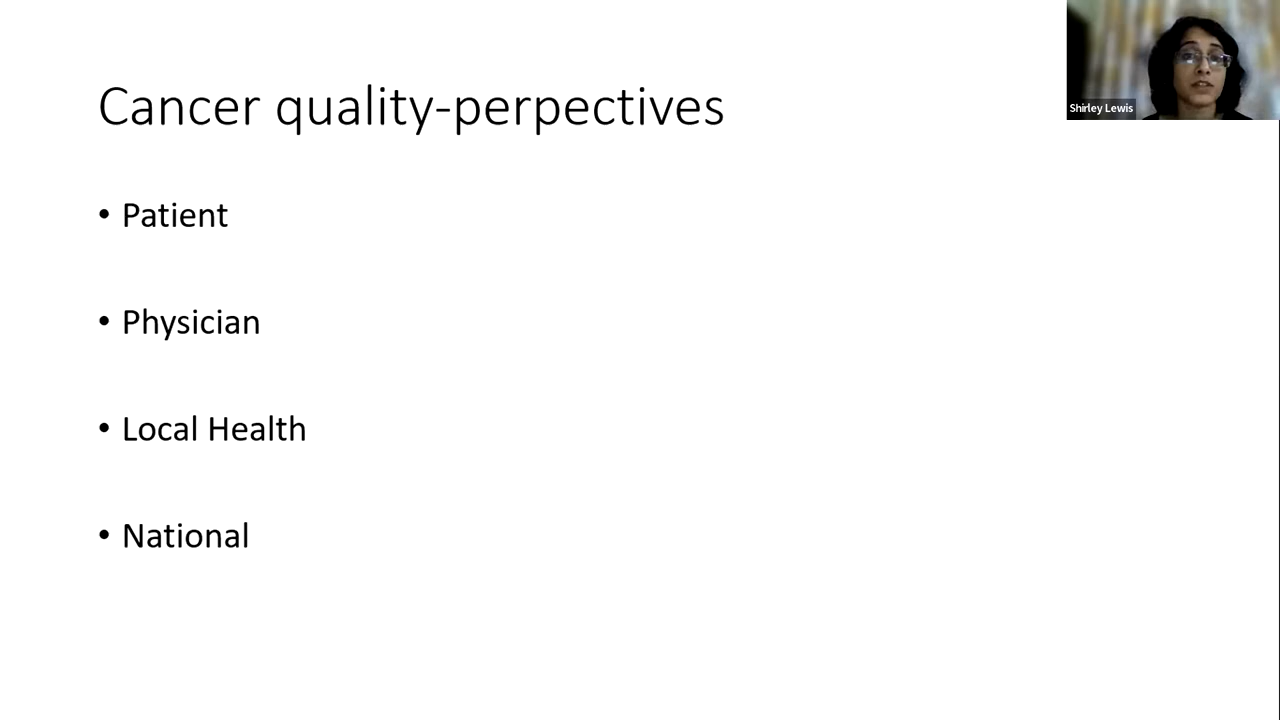 Cancer quality-perpectives
Shirley Lewis
• Patient
• Physician
• Local Health
• National